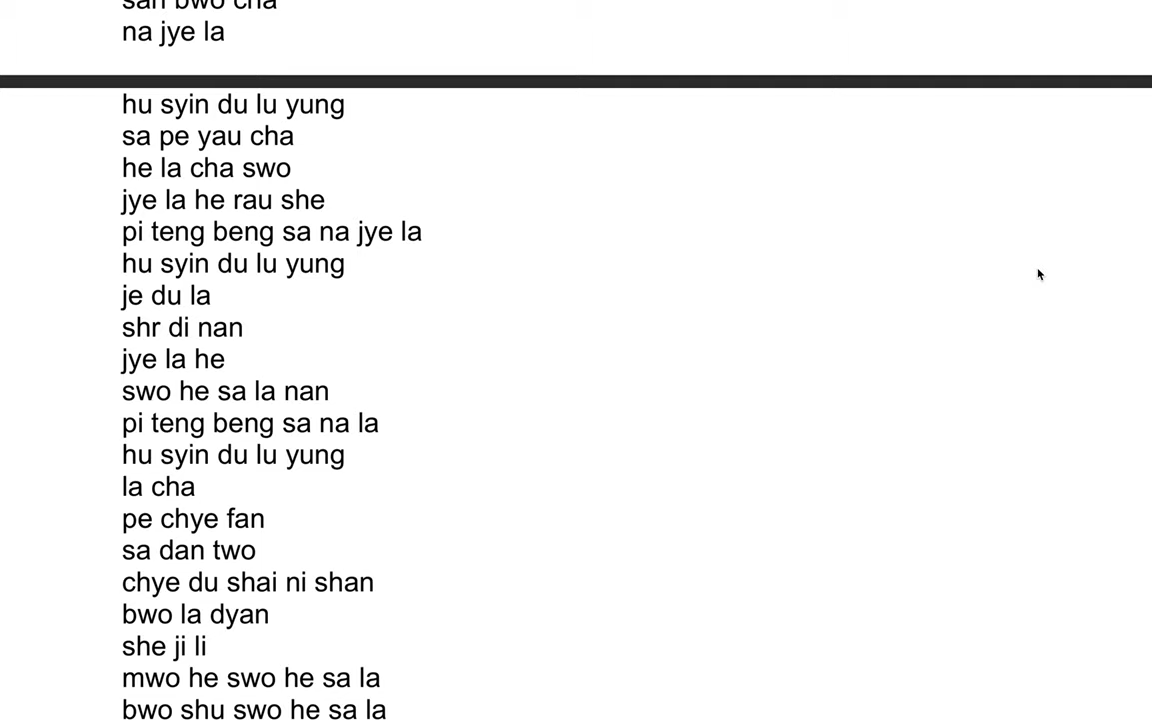 san bwo cha
na jye la
hu syin du lu yung
sa pe yau cha
he la cha swo
jye la he rau she
pi teng beng sa na jye la
hu syin du lu yung
je du la
shr di nan
jye la he
swo he sa la nan
pi teng beng sa na la
hu syin du lu yung
la cha
pe chye fan
sa dan two
chye du shai ni shan
bwo la dyan
she ji li
mwo he swo he sa la
bwo shu swo he sa la